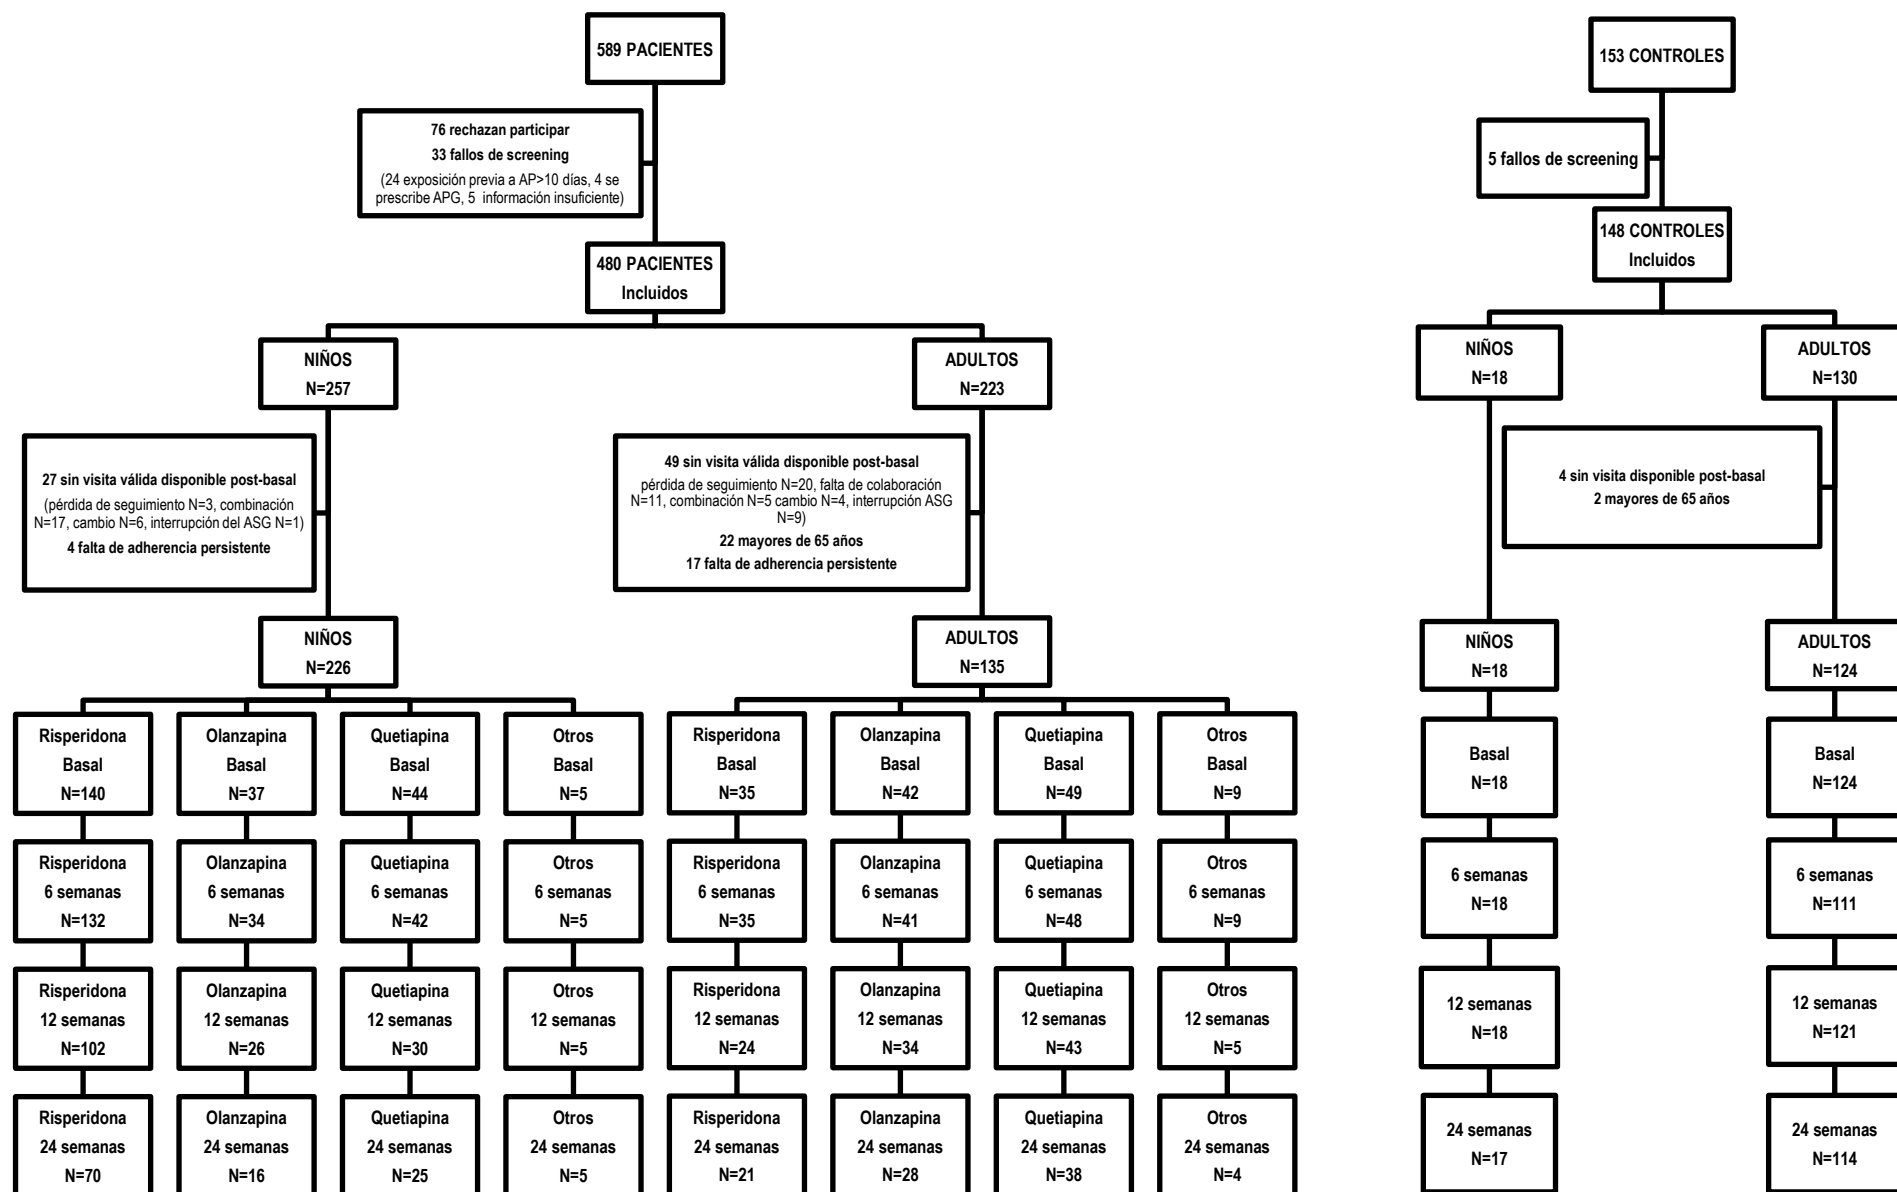 589 PACIENTES
76 rechazan participar
33 fallos de screening
(24 exposición previa a AP>10 días, 4 se
prescribe APG, 5 información insuficiente)
480 PACIENTES
Incluidos
NIÑOS
N=257
ADULTOS
N=223
27 sin visita válida disponible post-basal
(pérdida de seguimiento N=3, combinación
N=17, cambio N=6, interrupción del ASG N=1)
4 falta de adherencia persistente
49 sin visita válida disponible post-basal
pérdida de seguimiento N=20, falta de colaboración
N=11, combinación N=5 cambio N=4, interrupción ASG
N=9)
22 mayores de 65 años
17 falta de adherencia persistente
NIÑOS
N=226
ADULTOS
N=135
Risperidona
Basal
N=140
Olanzapina
Basal
N=37
Quetiapina
Basal
N=44
Otros
Basal
N=5
Risperidona
Basal
N=35
Olanzapina
Basal
N=42
Quetiapina
Basal
N=49
Otros
Basal
N=9
Risperidona
6 semanas
N=132
Olanzapina
6 semanas
N=34
Quetiapina
6 semanas
N=42
Otros
6 semanas
N=5
Risperidona
6 semanas
N=35
Olanzapina
6 semanas
N=41
Quetiapina
6 semanas
N=48
Otros
6 semanas
N=9
Risperidona
12 semanas
N=102
Olanzapina
12 semanas
N=26
Quetiapina
12 semanas
N=30
Otros
12 semanas
N=5
Risperidona
12 semanas
N=24
Olanzapina
12 semanas
N=34
Quetiapina
12 semanas
N=43
Otros
12 semanas
N=5
Risperidona
24 semanas
N=70
Olanzapina
24 semanas
N=16
Quetiapina
24 semanas
N=25
Otros
24 semanas
N=5
Risperidona
24 semanas
N=21
Olanzapina
24 semanas
N=28
Quetiapina
24 semanas
N=38
Otros
24 semanas
N=4
153 CONTROLES
5 fallos de screening
148 CONTROLES
Incluidos
NIÑOS
N=18
ADULTOS
N=130
4 sin visita disponible post-basal
2 mayores de 65 años
NIÑOS
N=18
ADULTOS
N=124
Basal
N=18
Basal
N=124
6 semanas
N=18
6 semanas
N=111
12 semanas
N=18
12 semanas
N=121
24 semanas
N=17
24 semanas
N=114